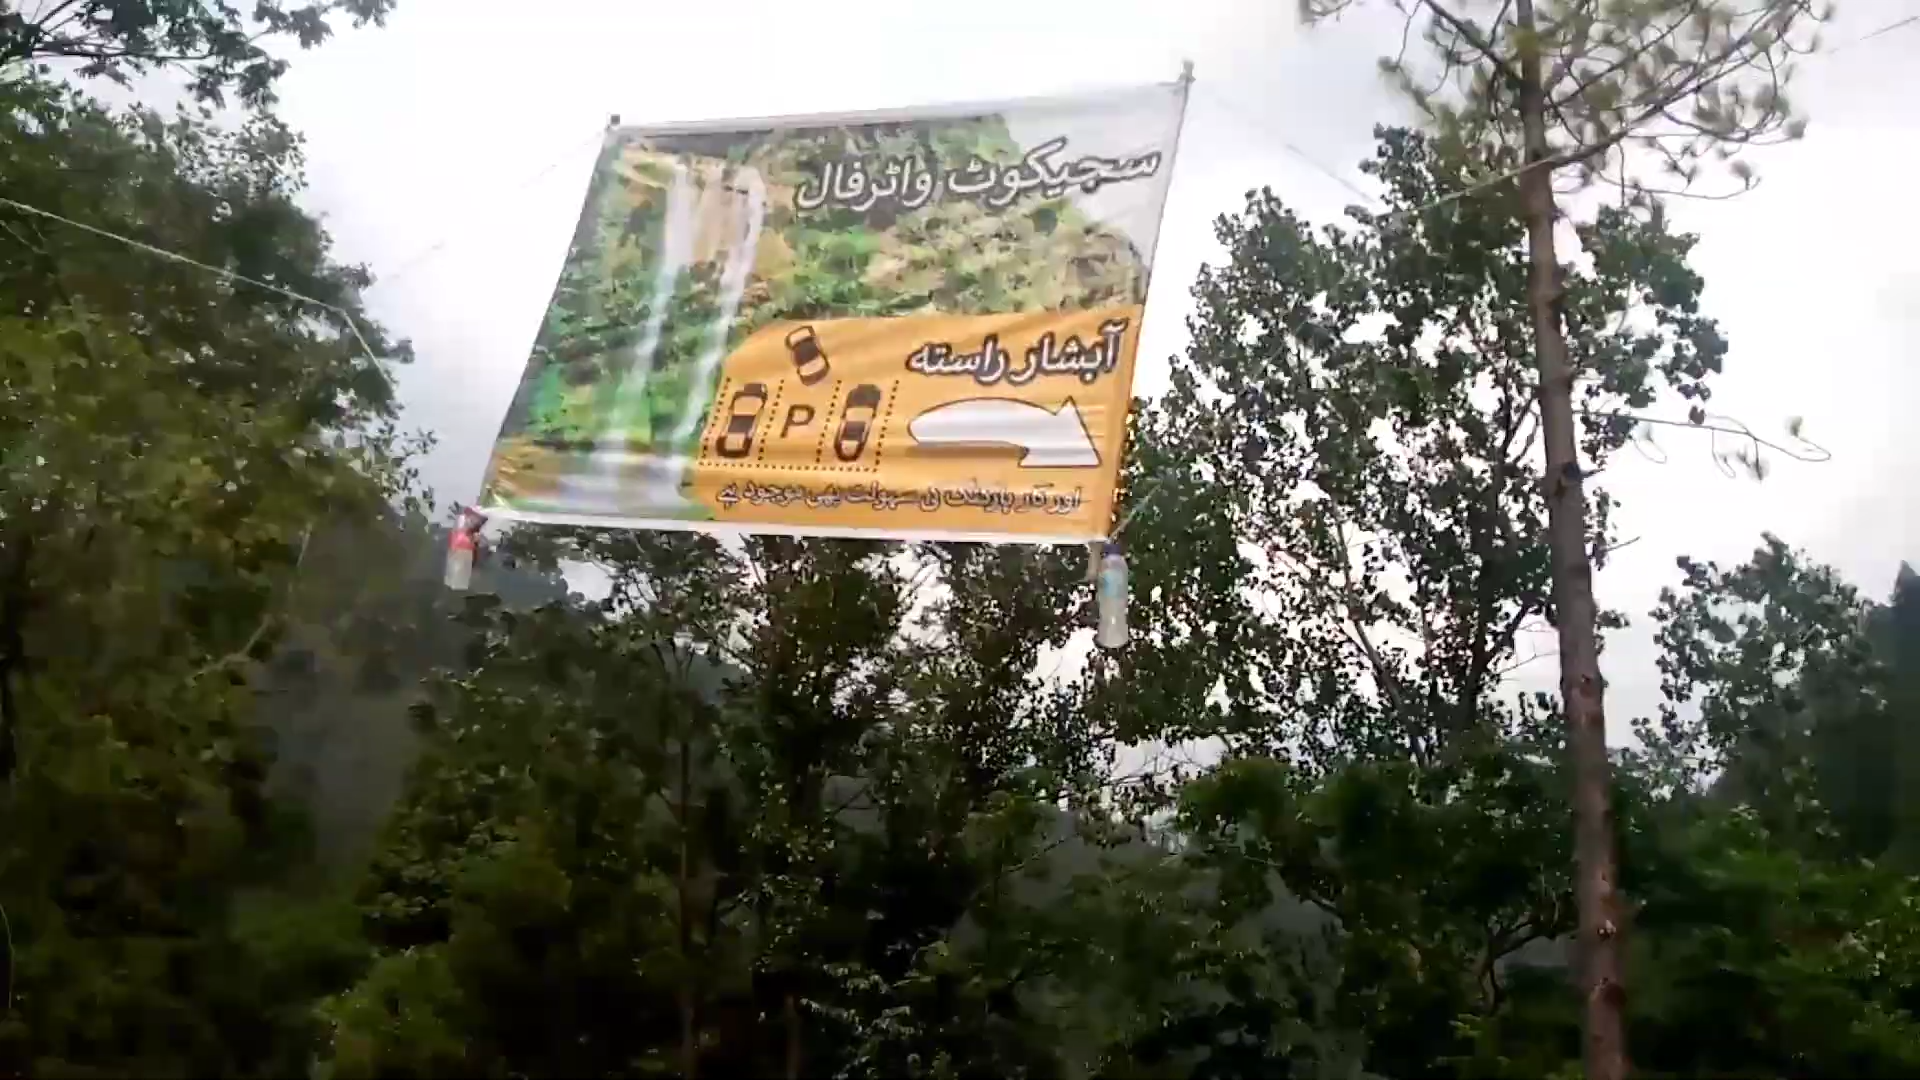 سجیکوٹ واٹرفال
آبشار راستہ
P
اور کار پارکنگ کی سہولت بھی موجود ہے